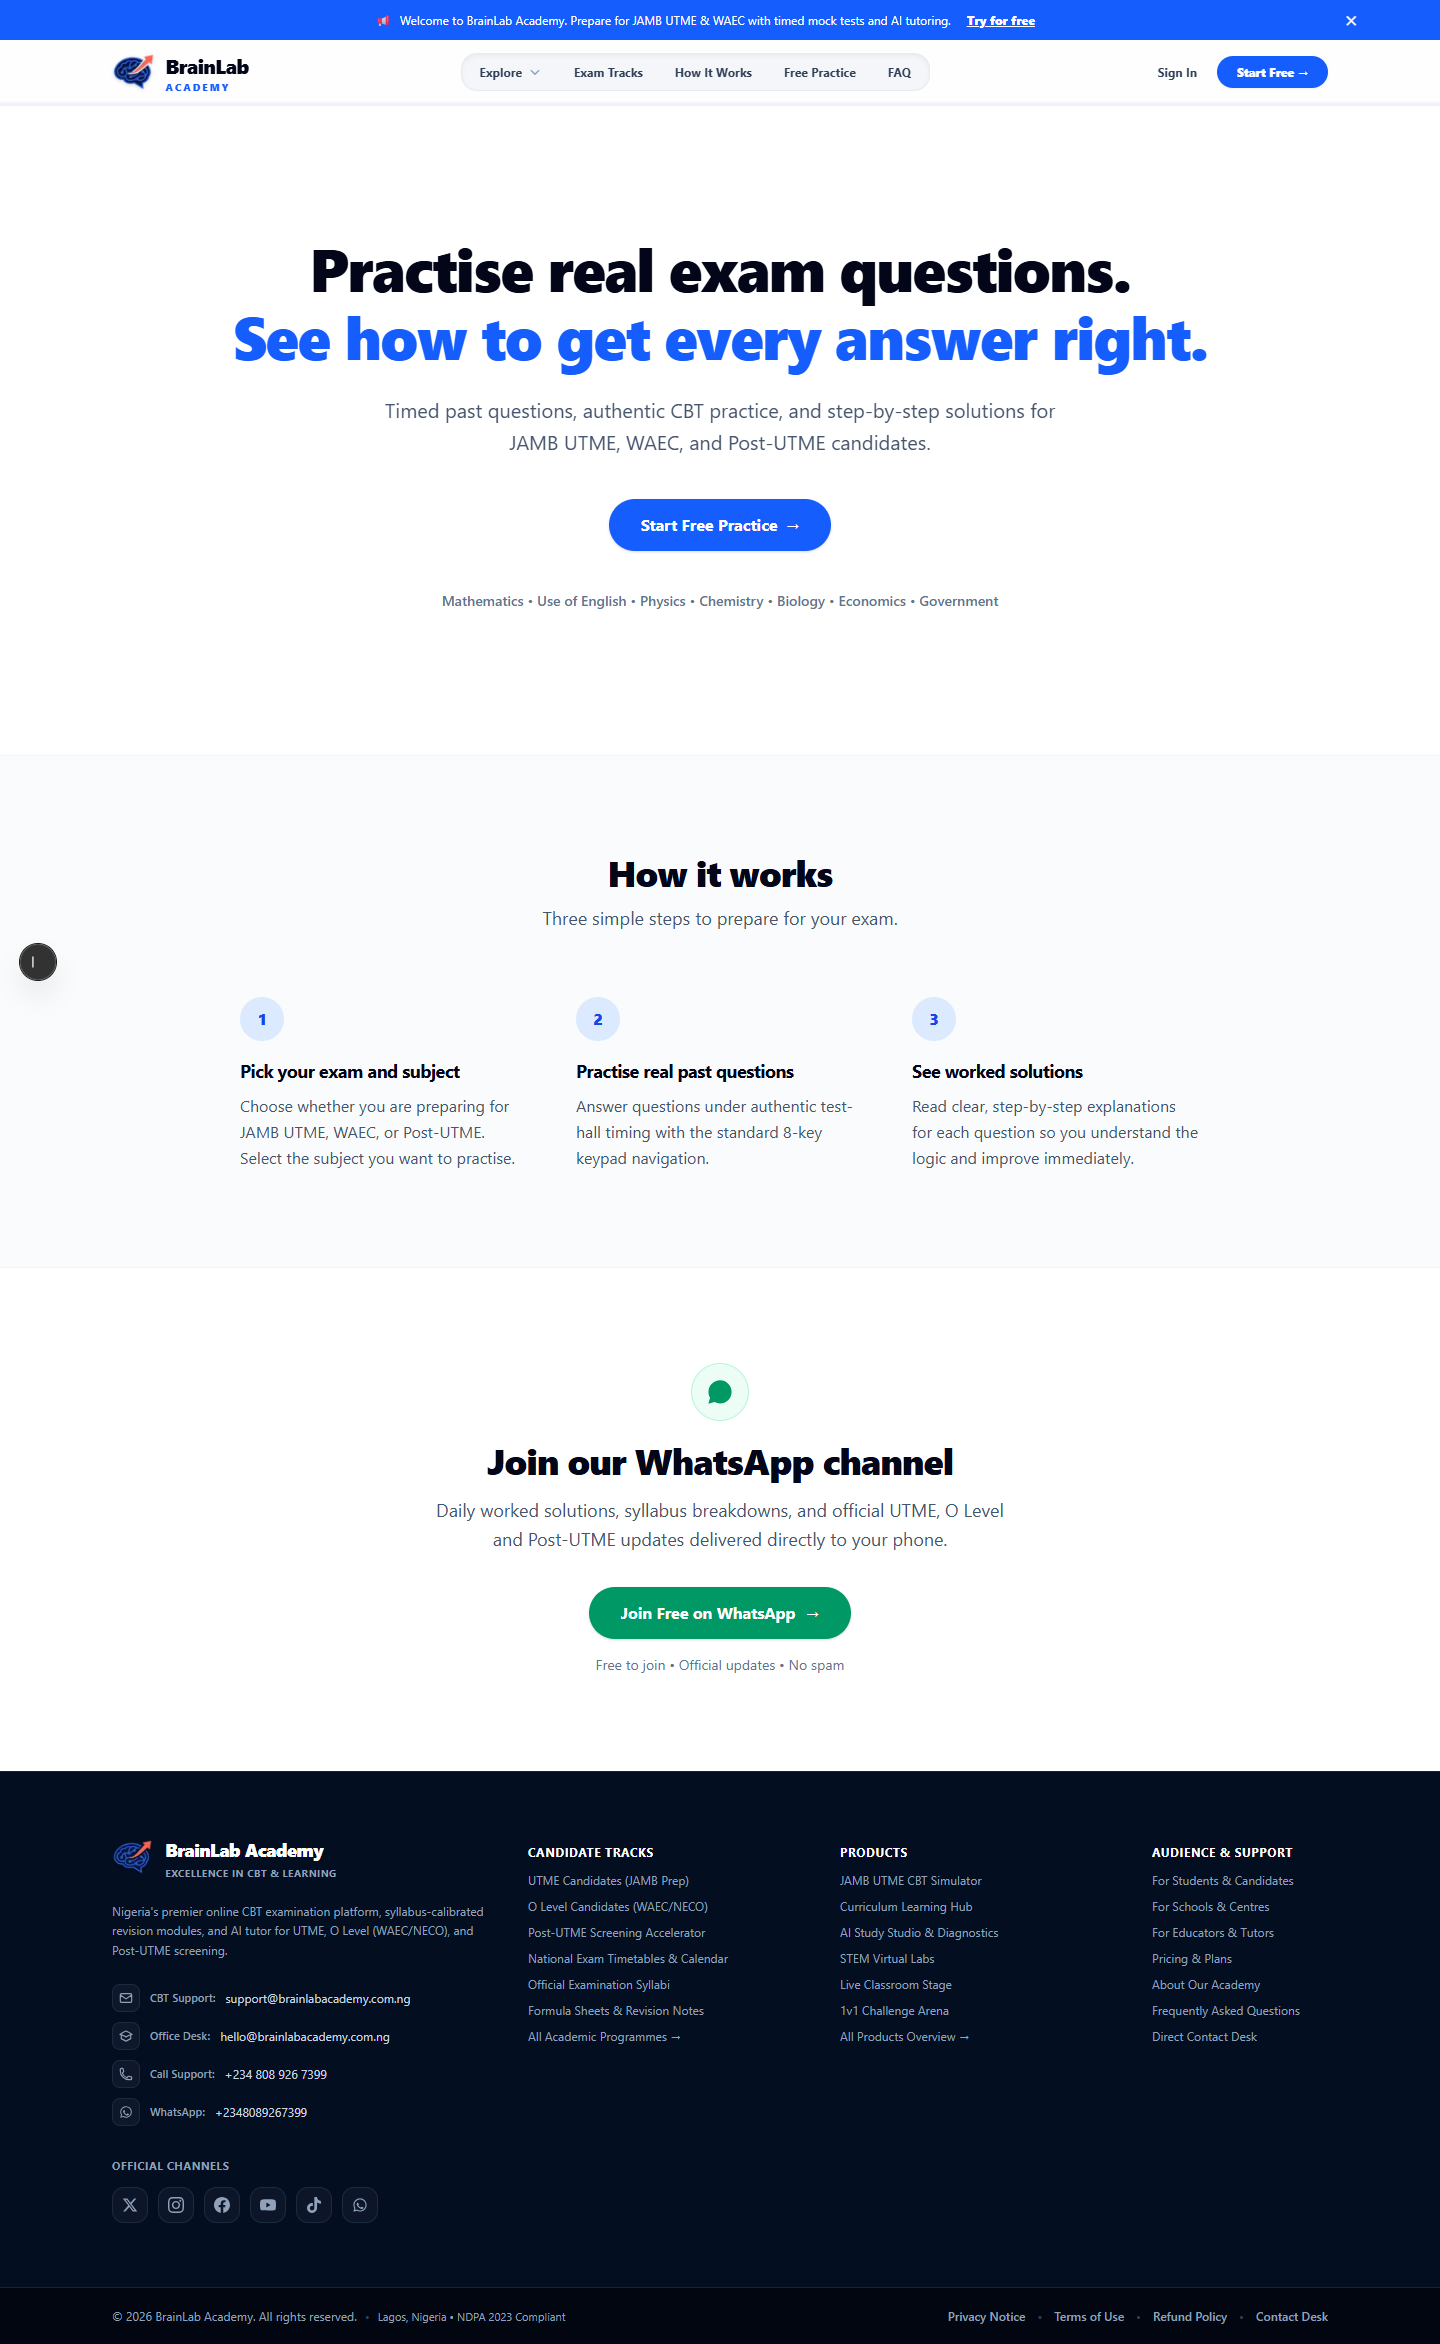 Welcome to BrainLab Academy. Prepare for JAMB UTME & WAEC with timed mock tests and AI tutoring. Try for free
BrainLab
ACADEMY
Explore
Exam Tracks
How It Works
Free Practice
FAQ
Sign In
Start Free →
Practise real exam questions.
See how to get every answer right.
Timed past questions, authentic CBT practice, and step-by-step solutions for
JAMB UTME, WAEC, and Post-UTME candidates.
Start Free Practice →
Mathematics • Use of English • Physics • Chemistry • Biology • Economics • Government
How it works
Three simple steps to prepare for your exam.
1
Pick your exam and subject
Choose whether you are preparing for
JAMB UTME, WAEC, or Post-UTME.
Select the subject you want to practise.
2
Practise real past questions
Answer questions under authentic test-
hall timing with the standard 8-key
keypad navigation.
3
See worked solutions
Read clear, step-by-step explanations
for each question so you understand the
logic and improve immediately.
Join our WhatsApp channel
Daily worked solutions, syllabus breakdowns, and official UTME, O Level
and Post-UTME updates delivered directly to your phone.
Join Free on WhatsApp →
Free to join • Official updates • No spam
BrainLab Academy
EXCELLENCE IN CBT & LEARNING
Nigeria's premier online CBT examination platform, syllabus-calibrated
revision modules, and AI tutor for UTME, O Level (WAEC/NECO), and
Post-UTME screening.
CBT Support: support@brainlabacademy.com.ng
Office Desk: hello@brainlabacademy.com.ng
Call Support: +234 808 926 7399
WhatsApp: +2348089267399
OFFICIAL CHANNELS
CANDIDATE TRACKS
UTME Candidates (JAMB Prep)
O Level Candidates (WAEC/NECO)
Post-UTME Screening Accelerator
National Exam Timetables & Calendar
Official Examination Syllabi
Formula Sheets & Revision Notes
All Academic Programmes →
PRODUCTS
JAMB UTME CBT Simulator
Curriculum Learning Hub
AI Study Studio & Diagnostics
STEM Virtual Labs
Live Classroom Stage
1v1 Challenge Arena
All Products Overview →
AUDIENCE & SUPPORT
For Students & Candidates
For Schools & Centres
For Educators & Tutors
Pricing & Plans
About Our Academy
Frequently Asked Questions
Direct Contact Desk
© 2026 BrainLab Academy. All rights reserved. • Lagos, Nigeria • NDPA 2023 Compliant
Privacy Notice • Terms of Use • Refund Policy • Contact Desk